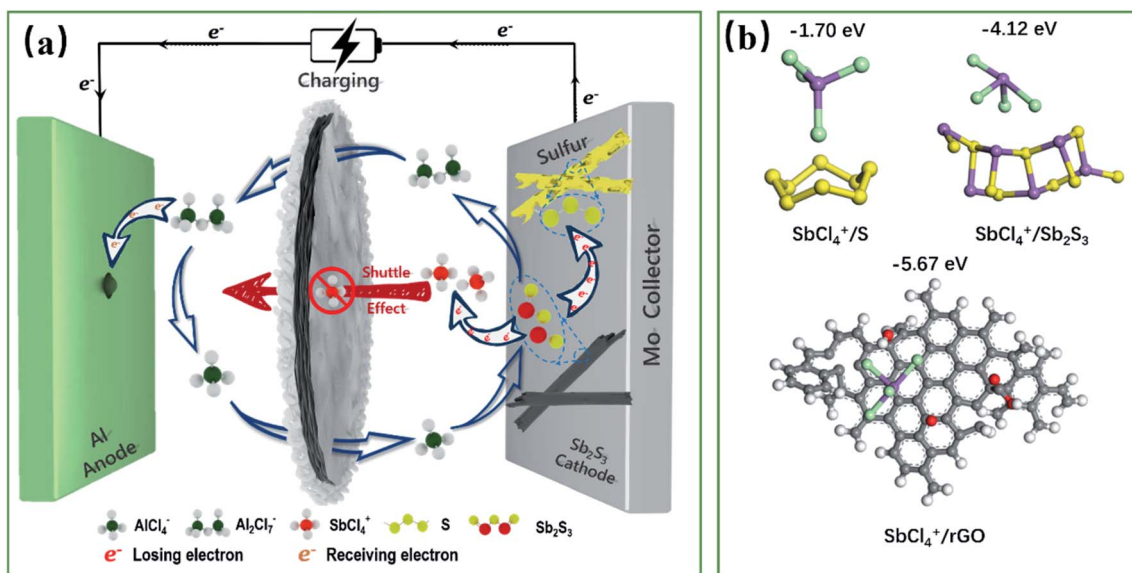 (a)
e⁻
e⁻
e⁻
e⁻
Charging
Sulfur
Shuttle
Effect
Mo-Collector
Al
Anode
Sb₂S₃
Cathode
AlCl₄⁻ Al₂Cl₇⁻ SbCl₄⁺ S Sb₂S₃
e⁻ Losing electron e⁻ Receiving electron
(b)
-1.70 eV -4.12 eV
SbCl₄⁺/S SbCl₄⁺/Sb₂S₃
-5.67 eV
SbCl₄⁺/rGO